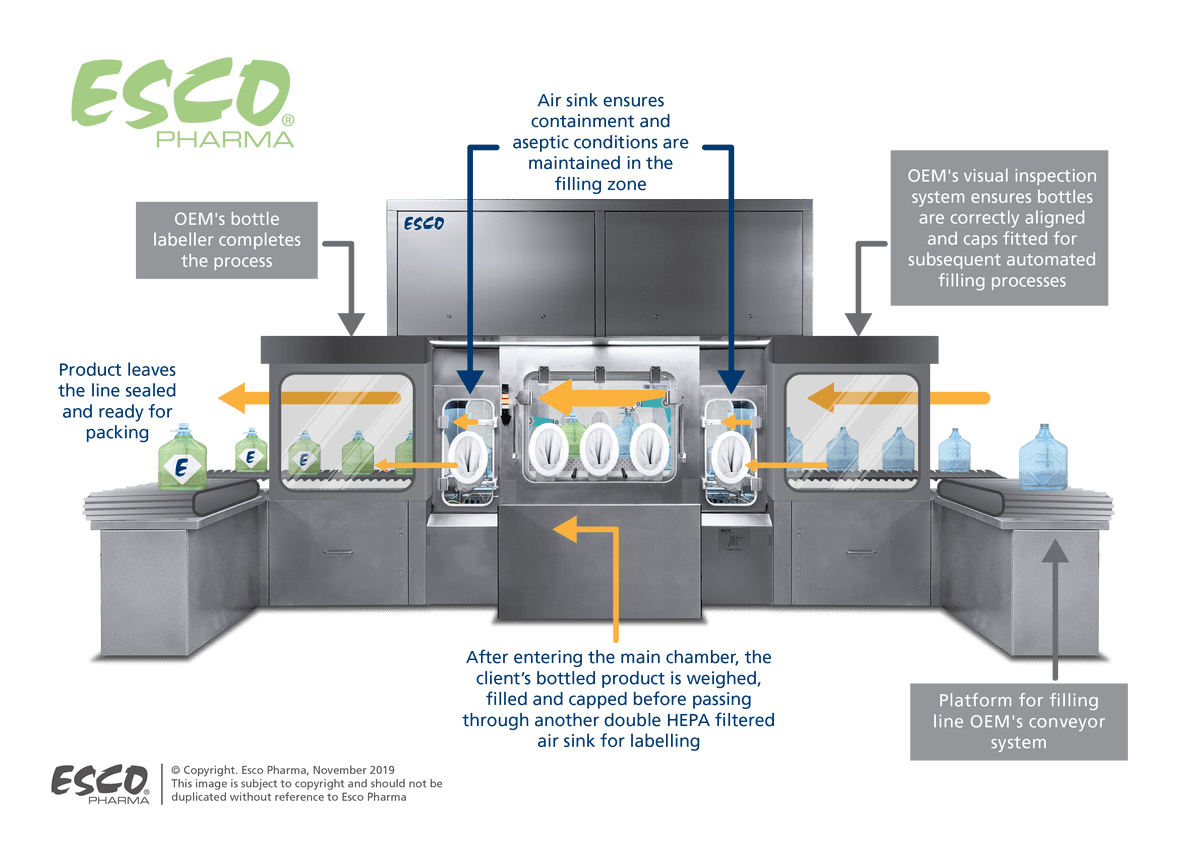 ESCO®
PHARMA
Air sink ensures
containment and
aseptic conditions are
maintained in the
filling zone
OEM's visual inspection
system ensures bottles
are correctly aligned
and caps fitted for
subsequent automated
filling processes
OEM's bottle
labeller completes
the process
ESCO
Product leaves
the line sealed
and ready for
packing
E
E
E
ESCO
After entering the main chamber, the
client’s bottled product is weighed,
filled and capped before passing
through another double HEPA filtered
air sink for labelling
Platform for filling
line OEM's conveyor
system
ESCO®
PHARMA
© Copyright. Esco Pharma, November 2019
This image is subject to copyright and should not be
duplicated without reference to Esco Pharma